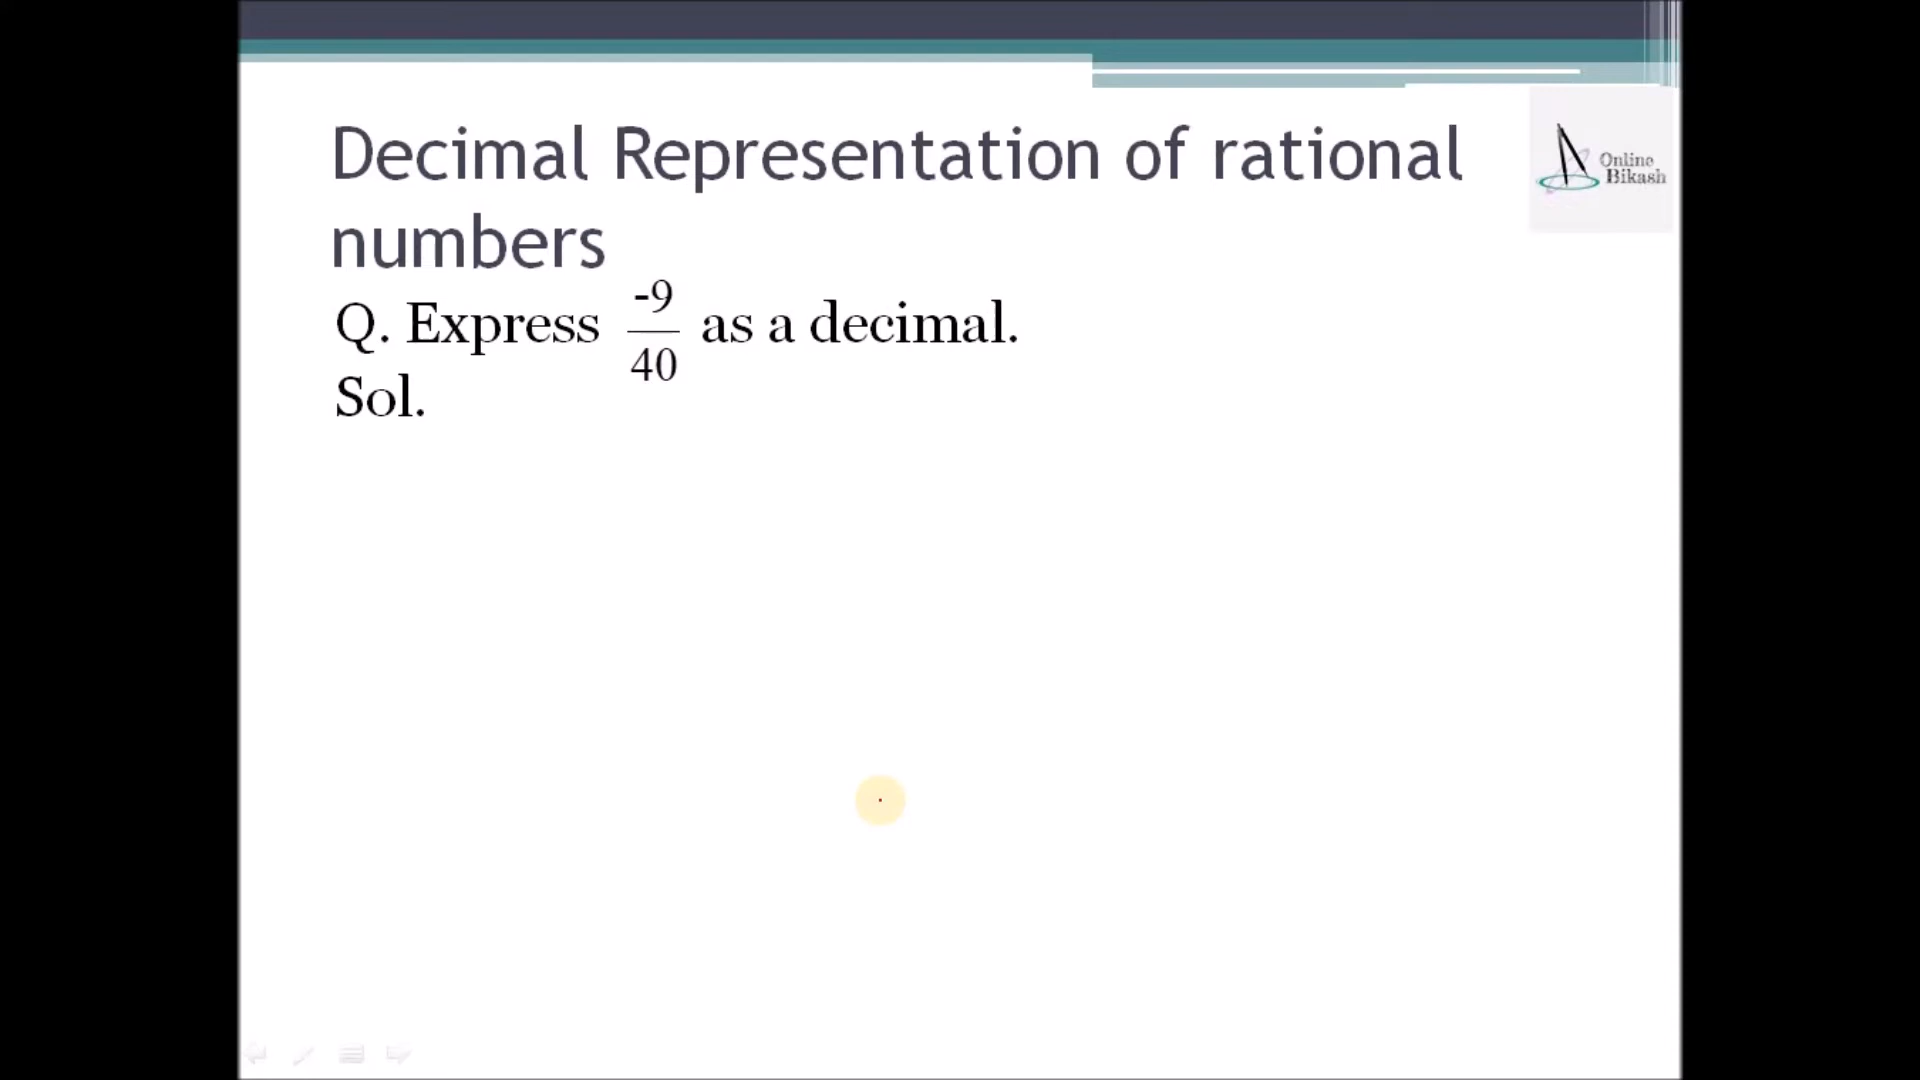 Decimal Representation of rational
numbers
Online
Bikash
Q. Express -9/40 as a decimal.
Sol.